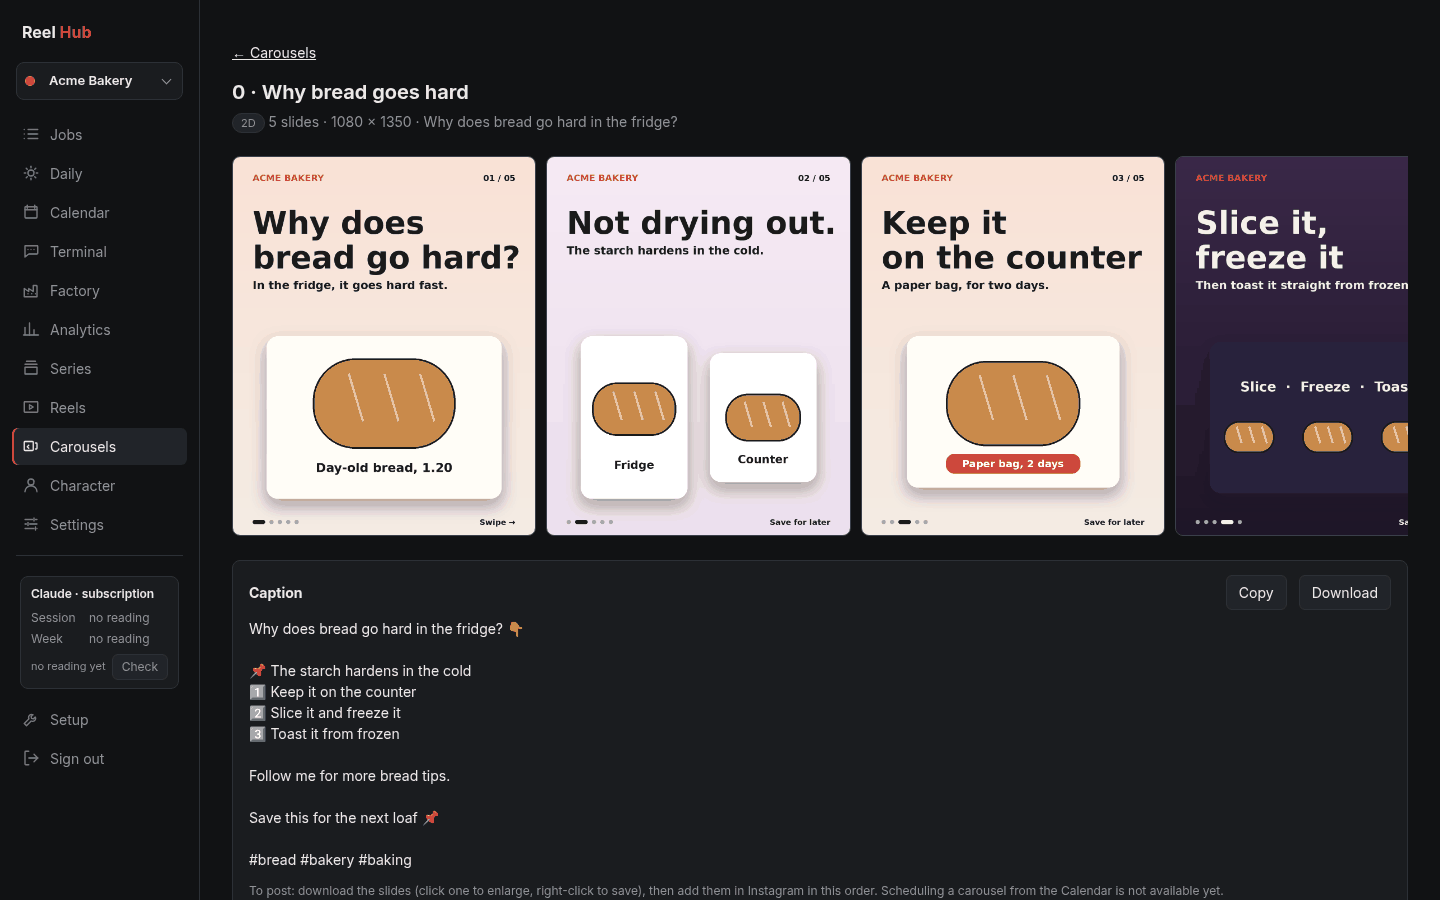 Reel Hub
Acme Bakery
Jobs
Daily
Calendar
Terminal
Factory
Analytics
Series
Reels
Carousels
Character
Settings
Claude · subscription
Session no reading
Week no reading
no reading yet Check
Setup
Sign out
← Carousels
0 · Why bread goes hard
2D 5 slides · 1080 × 1350 · Why does bread go hard in the fridge?
ACME BAKERY 01 / 05
Why does
bread go hard?
In the fridge, it goes hard fast.
Day-old bread, 1.20
Swipe →
ACME BAKERY 02 / 05
Not drying out.
The starch hardens in the cold.
Fridge
Counter
Save for later
ACME BAKERY 03 / 05
Keep it
on the counter
A paper bag, for two days.
Paper bag, 2 days
Save for later
ACME BAKERY
Slice it,
freeze it
Then toast it straight from frozen
Slice · Freeze · Toas
Sa
Caption
Copy Download
Why does bread go hard in the fridge? 👇🏽
📌 The starch hardens in the cold
1️⃣ Keep it on the counter
2️⃣ Slice it and freeze it
3️⃣ Toast it from frozen
Follow me for more bread tips.
Save this for the next loaf 📌
#bread #bakery #baking
To post: download the slides (click one to enlarge, right-click to save), then add them in Instagram in this order. Scheduling a carousel from the Calendar is not available yet.